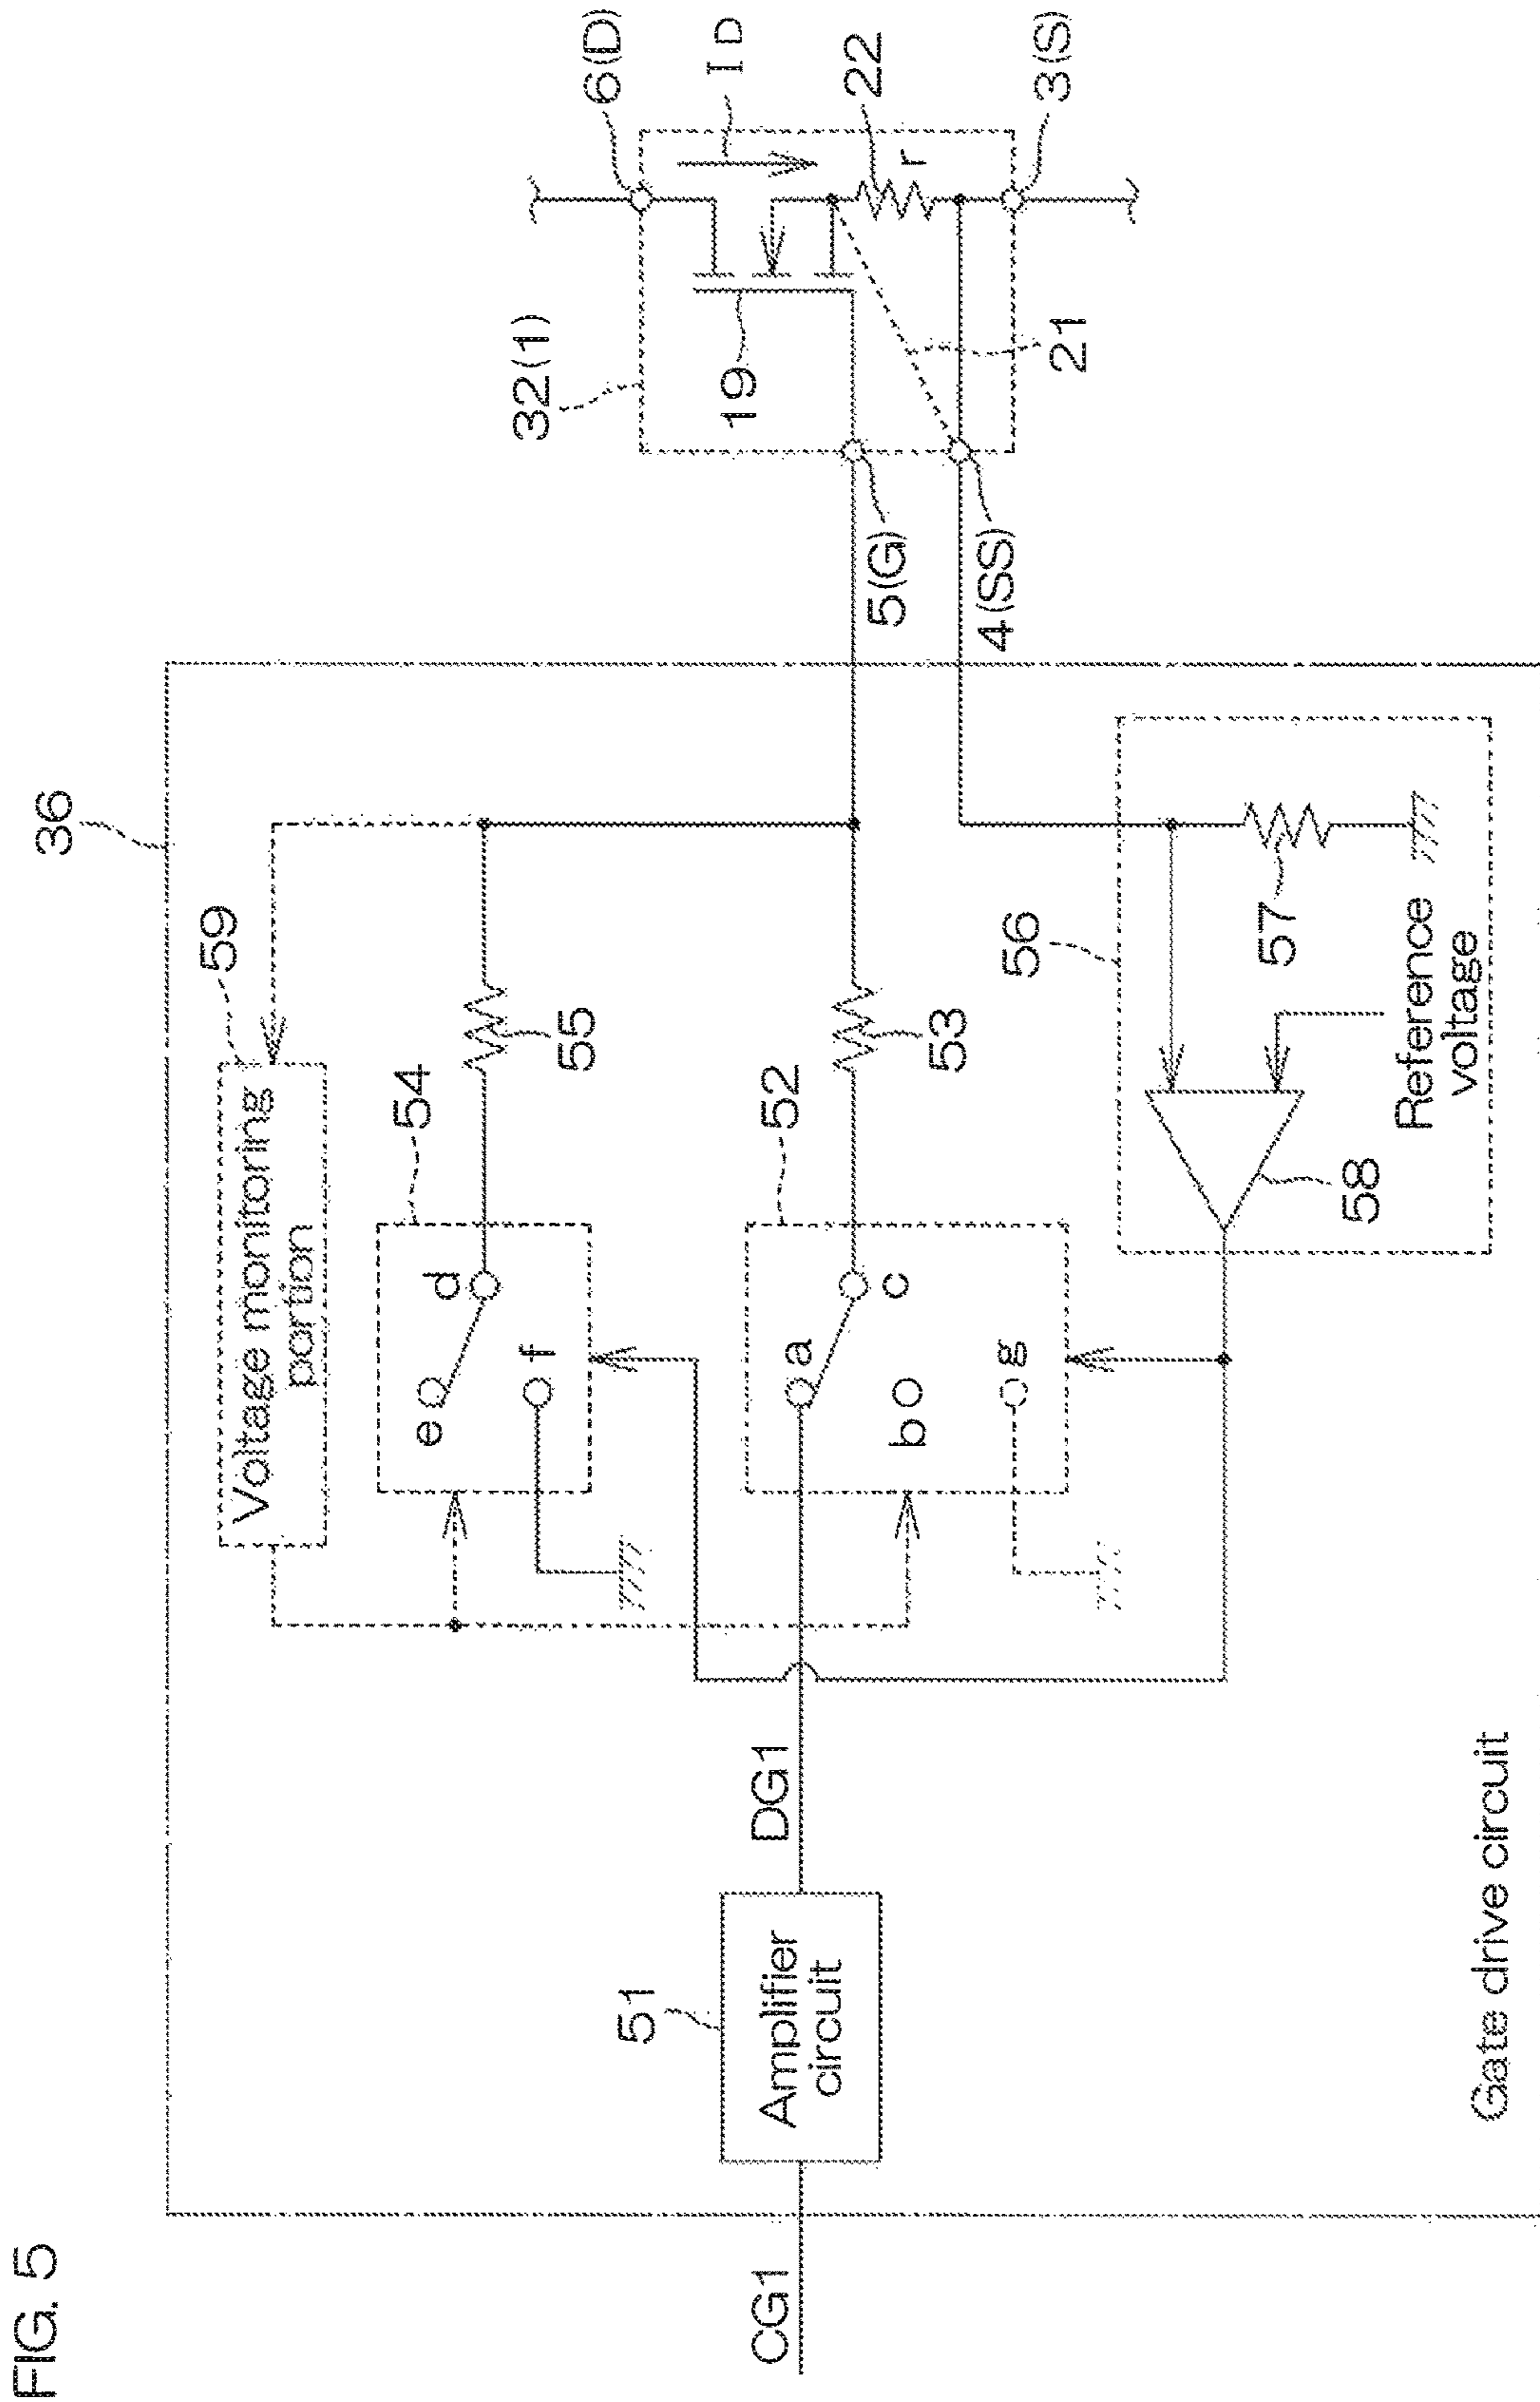 FIG. 5
36
59
Voltage monitoring
portion
54
e
d
f
55
52
a
b
c
g
53
51
Amplifier
circuit
CG1
DG1
56
57
58
Reference
voltage
Gate drive circuit
32(1)
19
5(G)
4(SS)
21
6(D)
ID
22
r
3(S)